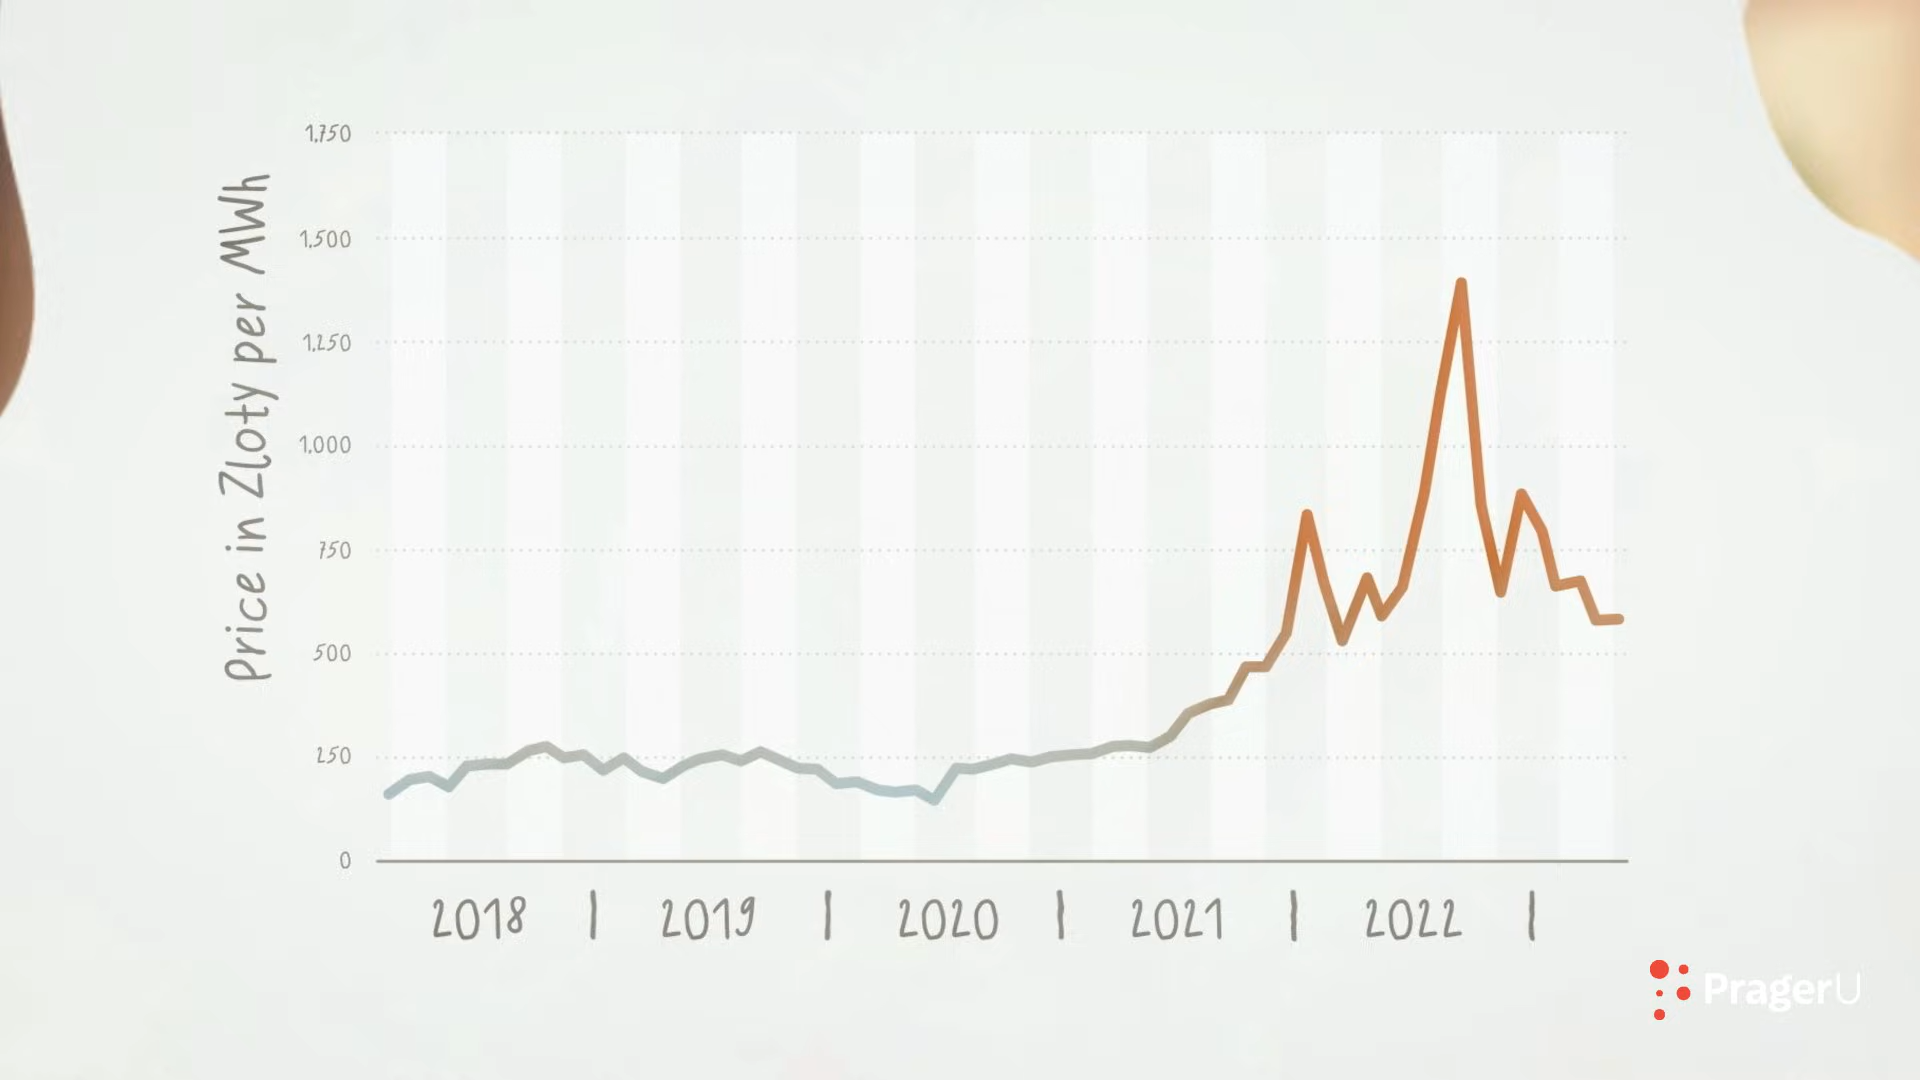 Price in Zloty per MWh
1,750
1,500
1,250
1,000
750
500
250
0
2018 | 2019 | 2020 | 2021 | 2022 |
PragerU